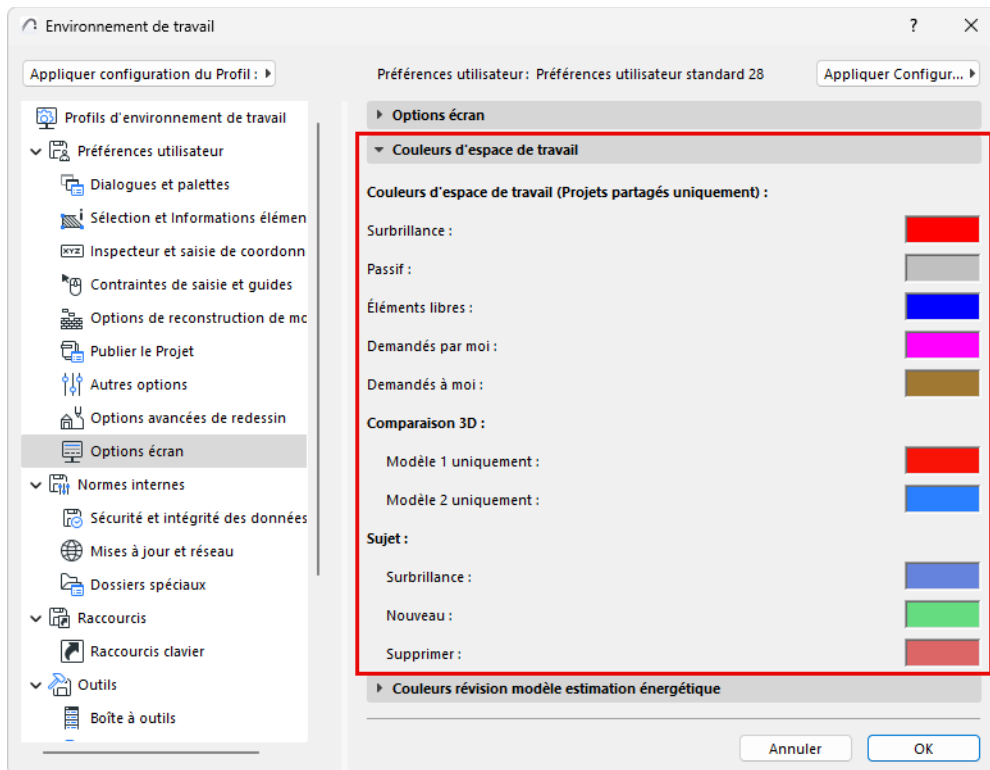 Environnement de travail
?
Appliquer configuration du Profil :
Préférences utilisateur : Préférences utilisateur standard 28
Appliquer Configur...
Profils d'environnement de travail
Préférences utilisateur
Dialogues et palettes
Sélection et Informations élémen
XYZ Inspecteur et saisie de coordonn
Contraintes de saisie et guides
Options de reconstruction de mo
Publier le Projet
Autres options
Options avancées de redessin
Options écran
Normes internes
Sécurité et intégrité des données
Mises à jour et réseau
Dossiers spéciaux
Raccourcis
Raccourcis clavier
Outils
Boîte à outils
Options écran
Couleurs d'espace de travail
Couleurs d'espace de travail (Projets partagés uniquement) :
Surbrillance :
Passif :
Éléments libres :
Demandés par moi :
Demandés à moi :
Comparaison 3D :
Modèle 1 uniquement :
Modèle 2 uniquement :
Sujet :
Surbrillance :
Nouveau :
Supprimer :
Couleurs révision modèle estimation énergétique
Annuler
OK